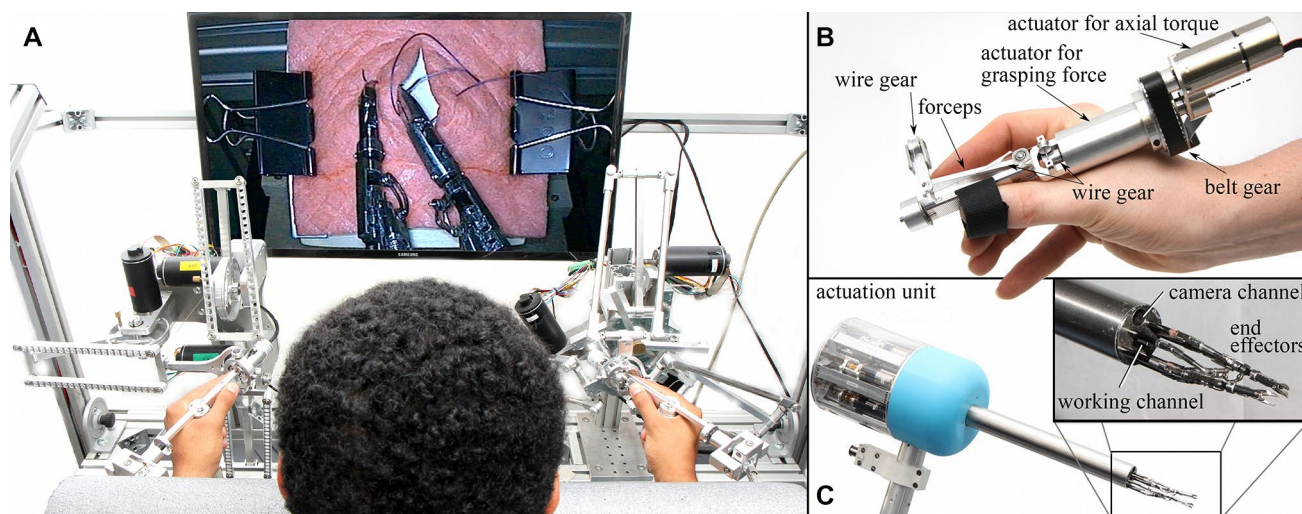 A
SAMSUNG
B
actuator for axial torque
actuator for
grasping force
wire gear
forceps
wire gear
belt gear
C
actuation unit
camera channel
end
effectors
working channel